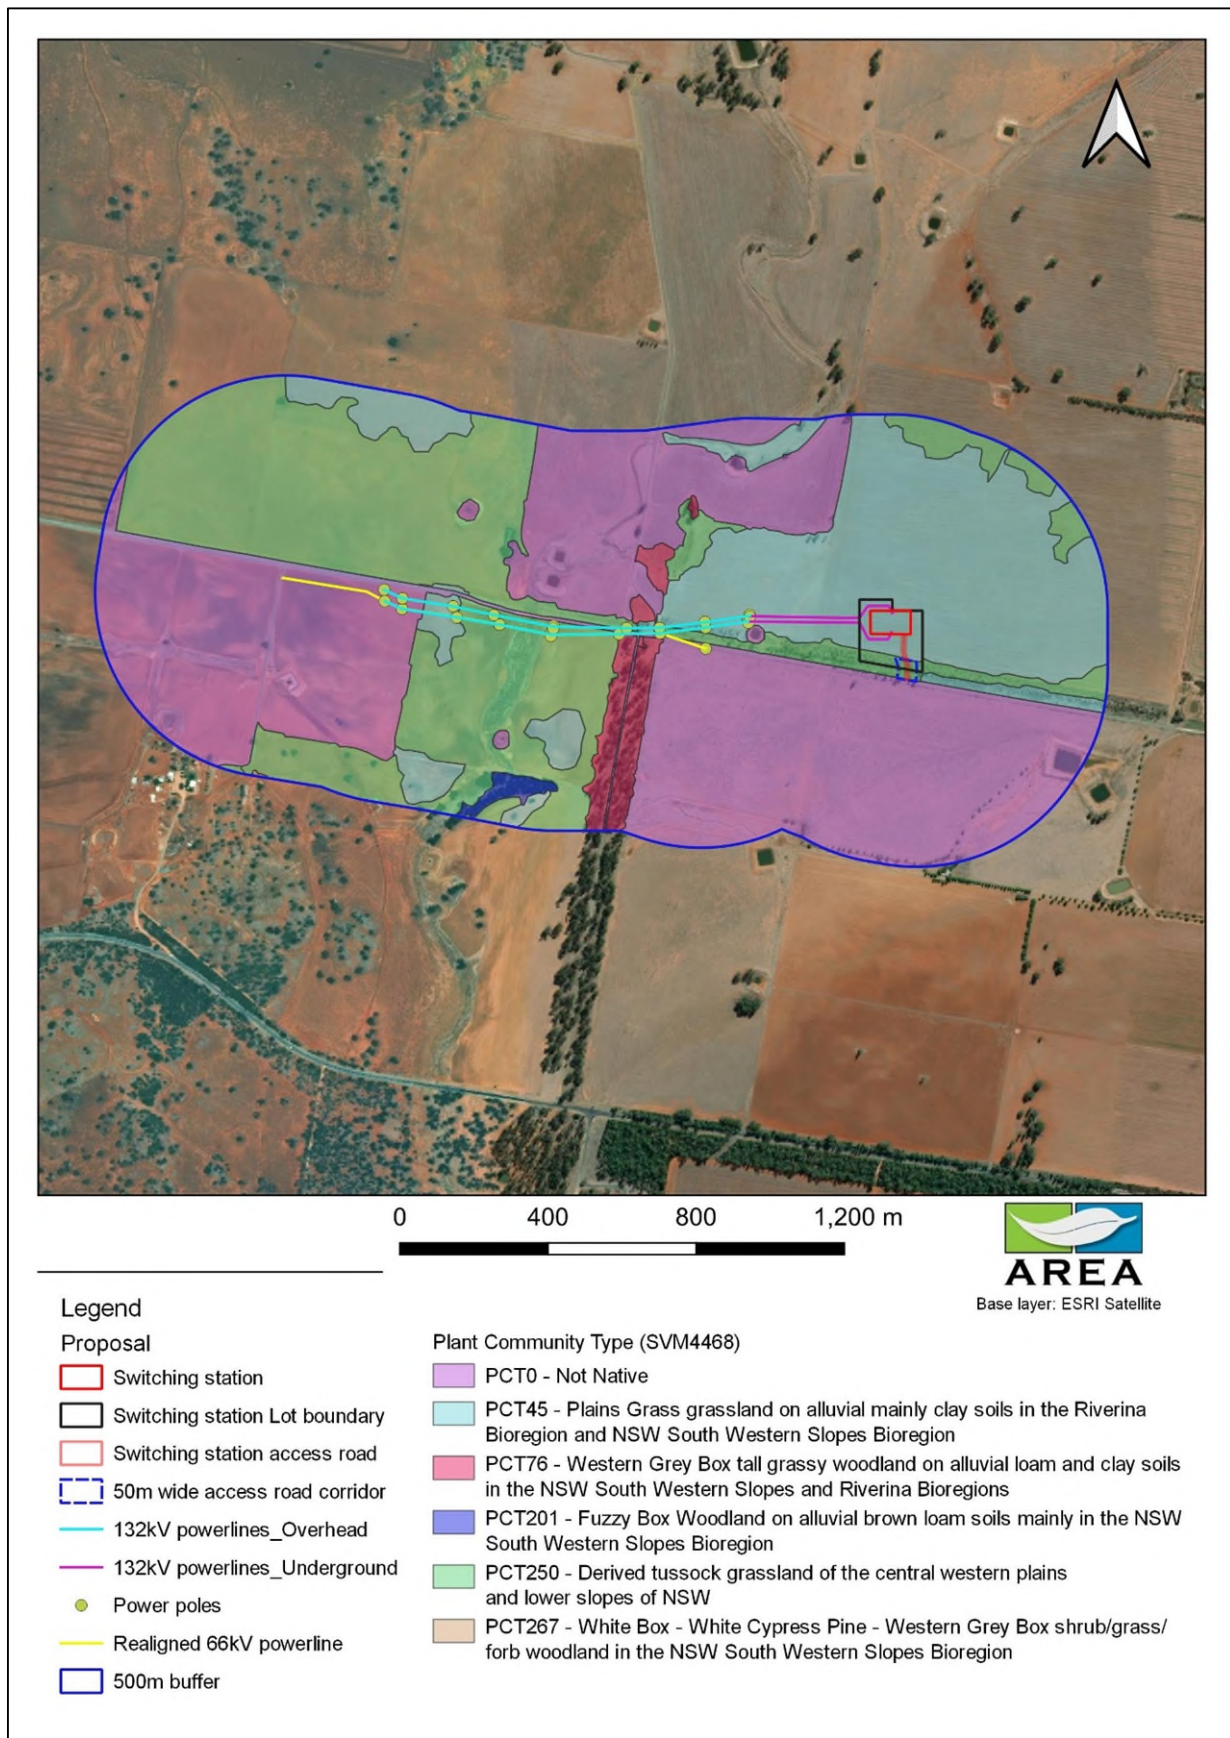 0 400 800 1,200 m
AREA
Base layer: ESRI Satellite
Legend
Proposal
Switching station
Switching station Lot boundary
Switching station access road
50m wide access road corridor
132kV powerlines_Overhead
132kV powerlines_Underground
Power poles
Realigned 66kV powerline
500m buffer
Plant Community Type (SVM4468)
PCT0 - Not Native
PCT45 - Plains Grass grassland on alluvial mainly clay soils in the Riverina
Bioregion and NSW South Western Slopes Bioregion
PCT76 - Western Grey Box tall grassy woodland on alluvial loam and clay soils
in the NSW South Western Slopes and Riverina Bioregions
PCT201 - Fuzzy Box Woodland on alluvial brown loam soils mainly in the NSW
South Western Slopes Bioregion
PCT250 - Derived tussock grassland of the central western plains
and lower slopes of NSW
PCT267 - White Box - White Cypress Pine - Western Grey Box shrub/grass/
forb woodland in the NSW South Western Slopes Bioregion